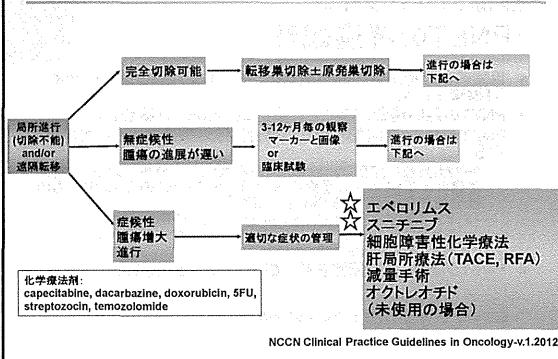 完全切除可能
転移巣切除±原発巣切除
進行の場合は
下記へ
局所進行
(切除不能)
and/or
遠隔転移
無症候性
腫瘍の進展が遅い
3-12ヶ月毎の観察
マーカーと画像
or
臨床試験
進行の場合は
下記へ
症候性
腫瘍増大
進行
適切な症状の管理
☆エベロリムス
☆スニチニブ
細胞障害性化学療法
肝局所療法(TACE, RFA)
減量手術
オクトレオチド
(未使用の場合)
化学療法剤:
capecitabine, dacarbazine, doxorubicin, 5FU,
streptozocin, temozolomide
NCCN Clinical Practice Guidelines in Oncology-v.1.2012